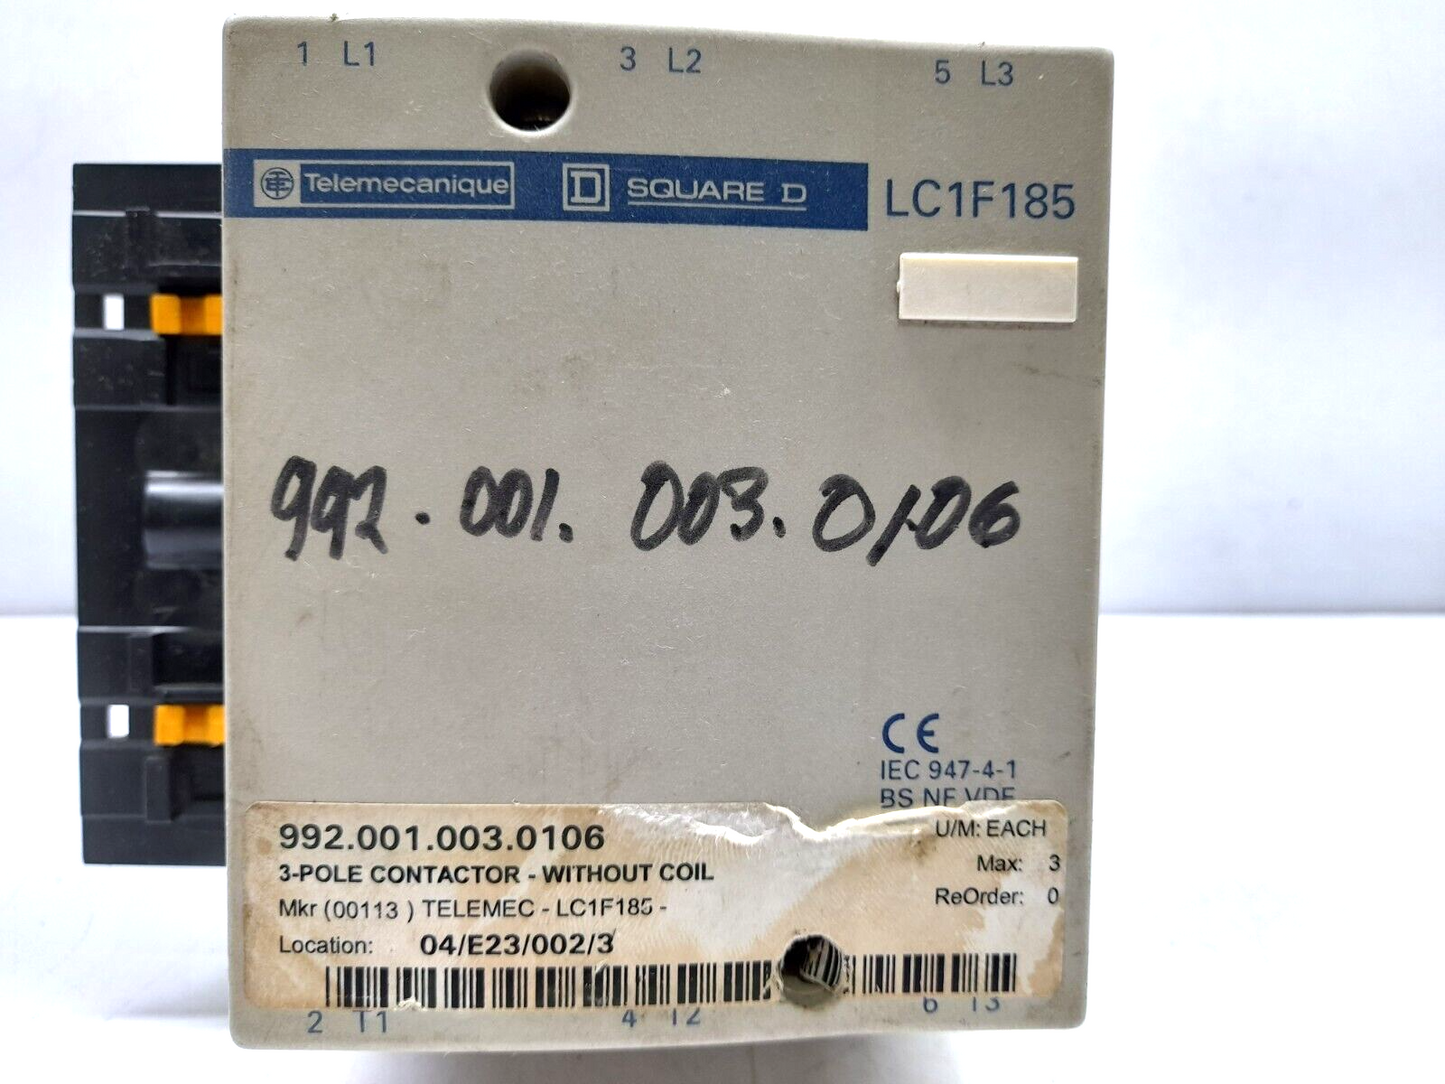 1 L1 3 L2 5 L3
TE Telemecanique D SQUARE D LC1F185
992.001.003.0106
CE
IEC 947-4-1
BS NF VDE
992.001.003.0106 U/M: EACH
3-POLE CONTACTOR - WITHOUT COIL Max: 3
Mkr (00113 ) TELEMEC - LC1F185 - ReOrder: 0
Location: 04/E23/002/3
2 T1 4 T2 6 T3